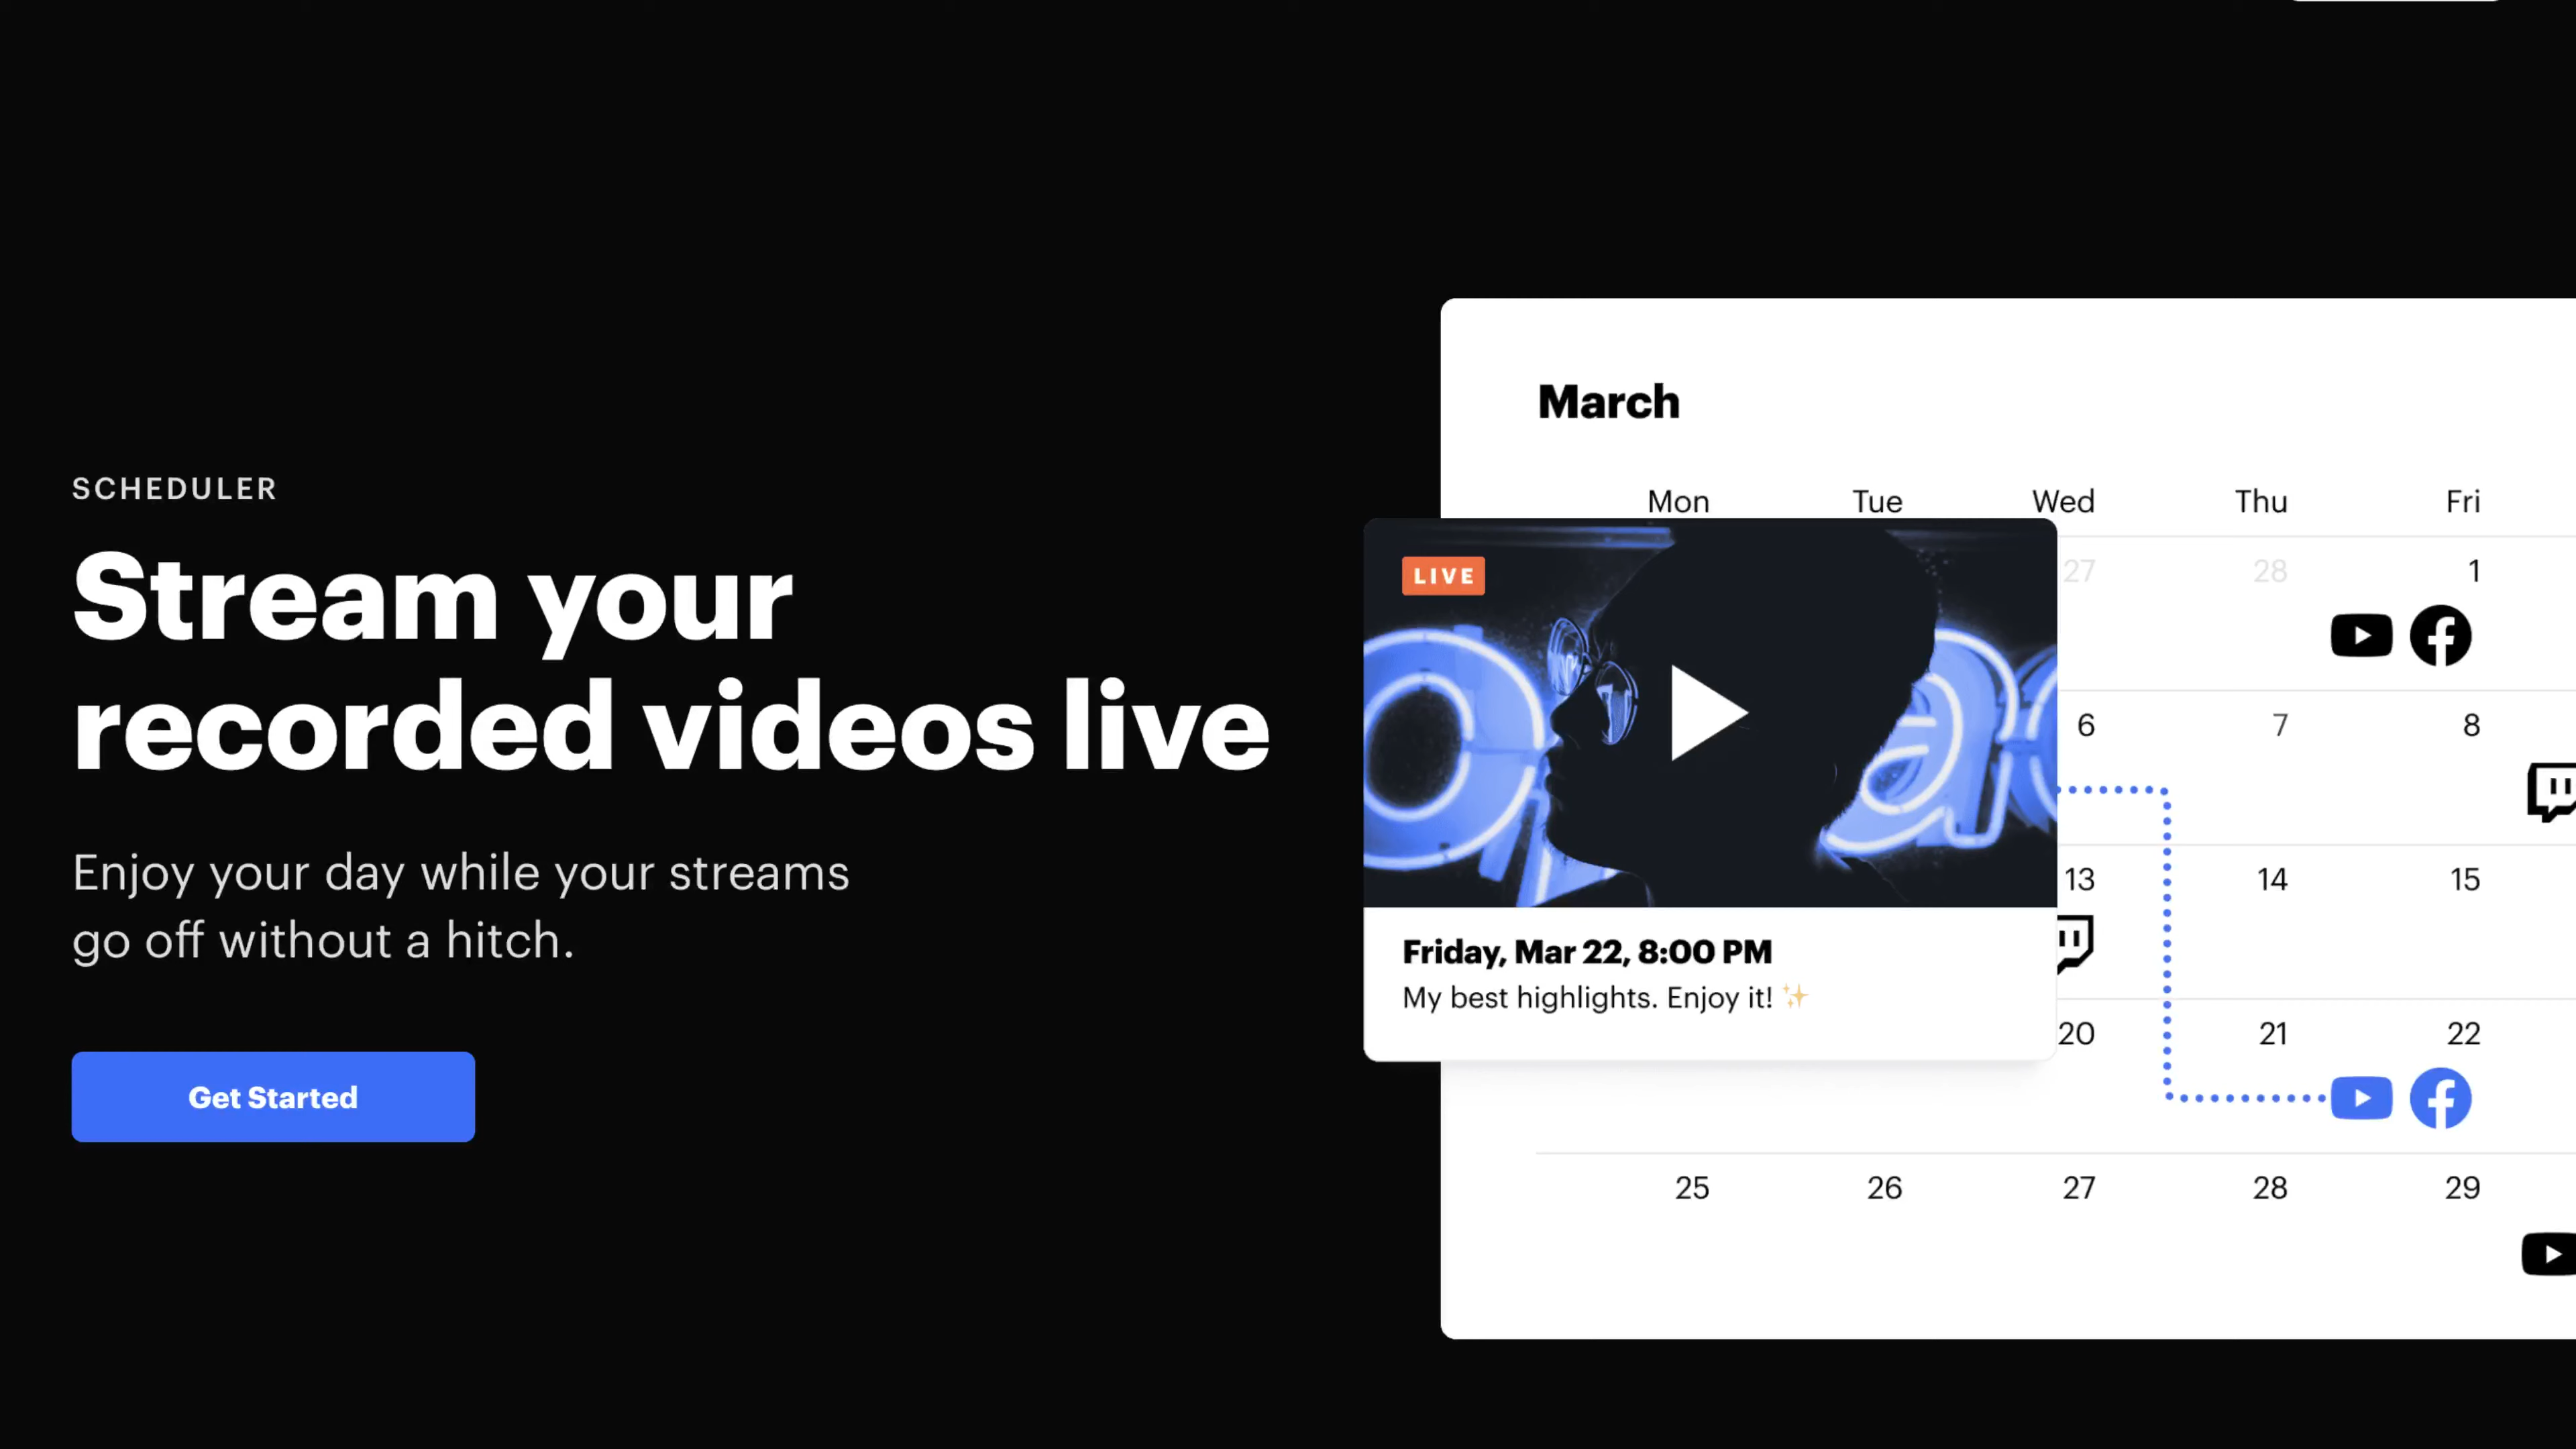 SCHEDULER
Stream your
recorded videos live
Enjoy your day while your streams
go off without a hitch.
Get Started
March
Mon Tue Wed Thu Fri
27 28 1
6 7 8
13 14 15
20 21 22
25 26 27 28 29
LIVE
Friday, Mar 22, 8:00 PM
My best highlights. Enjoy it! ✨